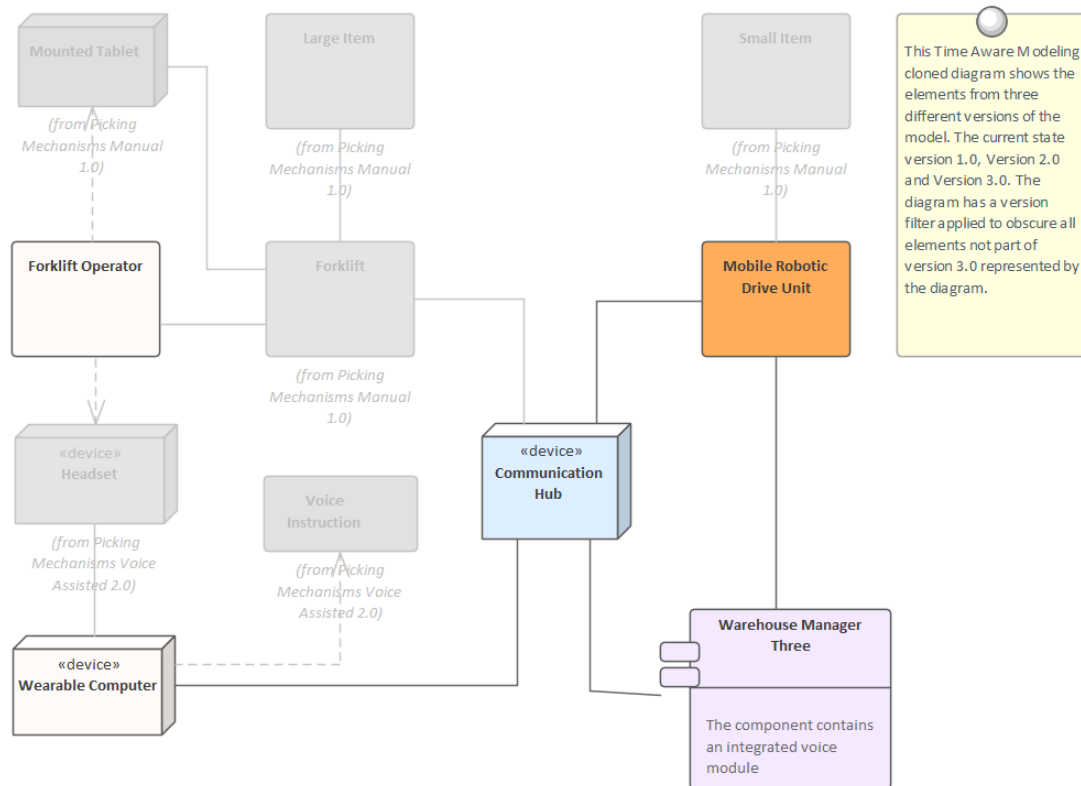 Mounted Tablet
(from Picking
Mechanisms Manual
1.0)
Large Item
(from Picking
Mechanisms Manual
1.0)
Small Item
(from Picking
Mechanisms Manual
1.0)
This Time Aware Modeling
cloned diagram shows the
elements from three
different versions of the
model. The current state
version 1.0, Version 2.0
and Version 3.0. The
diagram has a version
filter applied to obscure all
elements not part of
version 3.0 represented by
the diagram.
Forklift Operator
Forklift
(from Picking
Mechanisms Manual
1.0)
Mobile Robotic
Drive Unit
«device»
Headset
(from Picking
Mechanisms Voice
Assisted 2.0)
Voice
Instruction
(from Picking
Mechanisms Voice
Assisted 2.0)
«device»
Communication
Hub
«device»
Wearable Computer
Warehouse Manager
Three
The component contains
an integrated voice
module